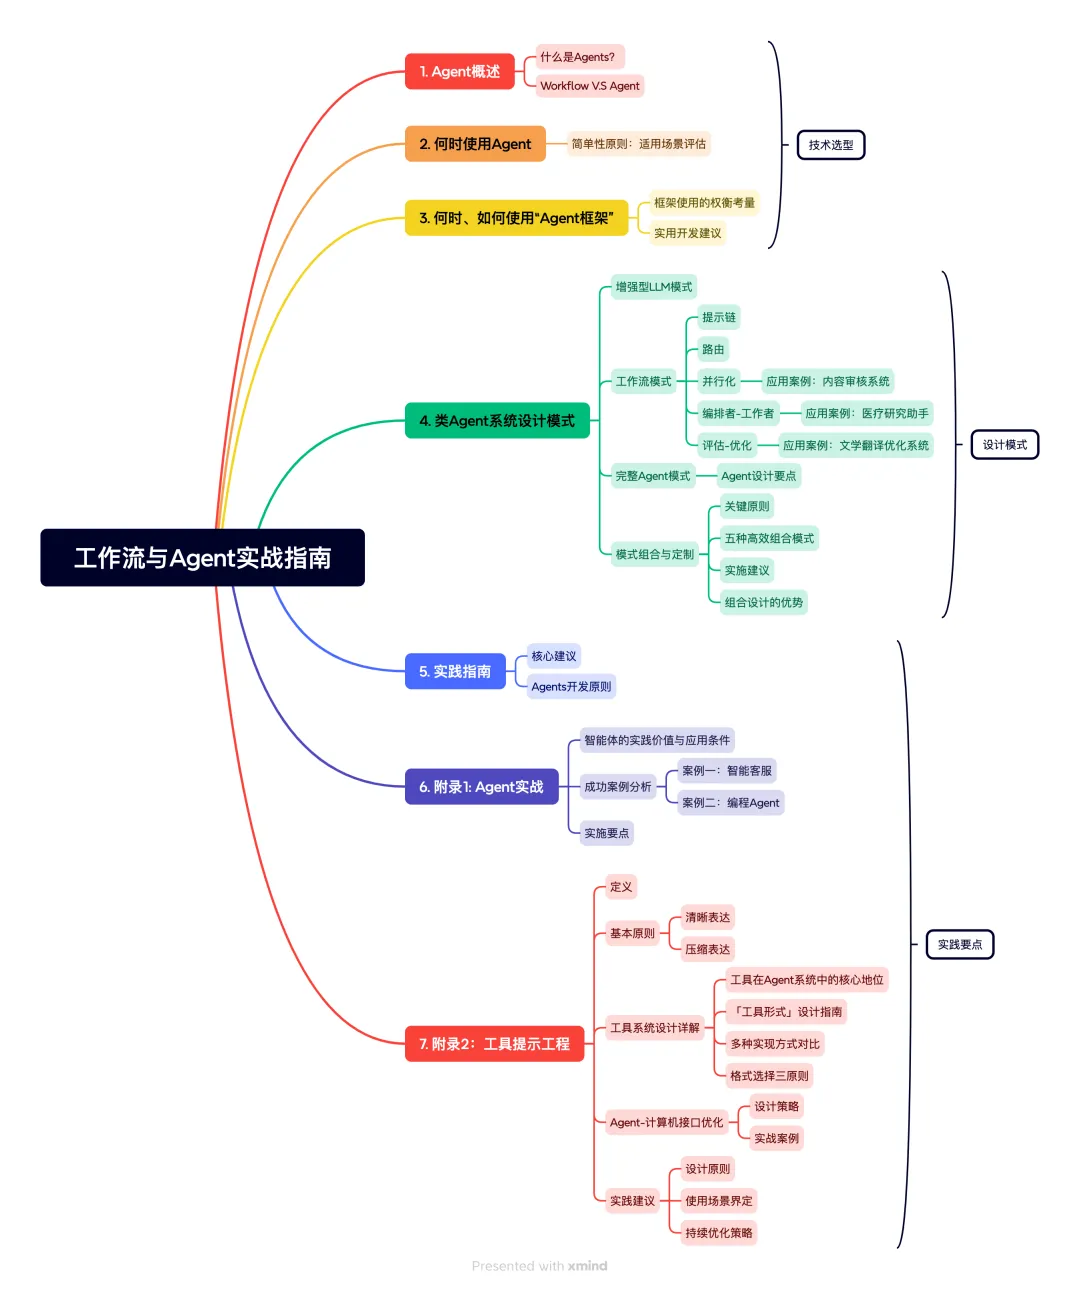 工作流与Agent实战指南
1. Agent概述
什么是Agents？
Workflow V.S Agent
2. 何时使用Agent
简单性原则：适用场景评估
3. 何时、如何使用“Agent框架”
框架使用的权衡考量
实用开发建议
技术选型
4. 类Agent系统设计模式
增强型LLM模式
工作流模式
提示链
路由
并行化
应用案例：内容审核系统
编排者-工作者
应用案例：医疗研究助手
评估-优化
应用案例：文学翻译优化系统
完整Agent模式
Agent设计要点
模式组合与定制
关键原则
五种高效组合模式
实施建议
组合设计的优势
设计模式
5. 实践指南
核心建议
Agents开发原则
6. 附录1: Agent实战
智能体的实践价值与应用条件
成功案例分析
案例一：智能客服
案例二：编程Agent
实施要点
7. 附录2：工具提示工程
定义
基本原则
清晰表达
压缩表达
工具系统设计详解
工具在Agent系统中的核心地位
「工具形式」设计指南
多种实现方式对比
格式选择三原则
Agent-计算机接口优化
设计策略
实战案例
实践建议
设计原则
使用场景界定
持续优化策略
实践要点
Presented with xmind